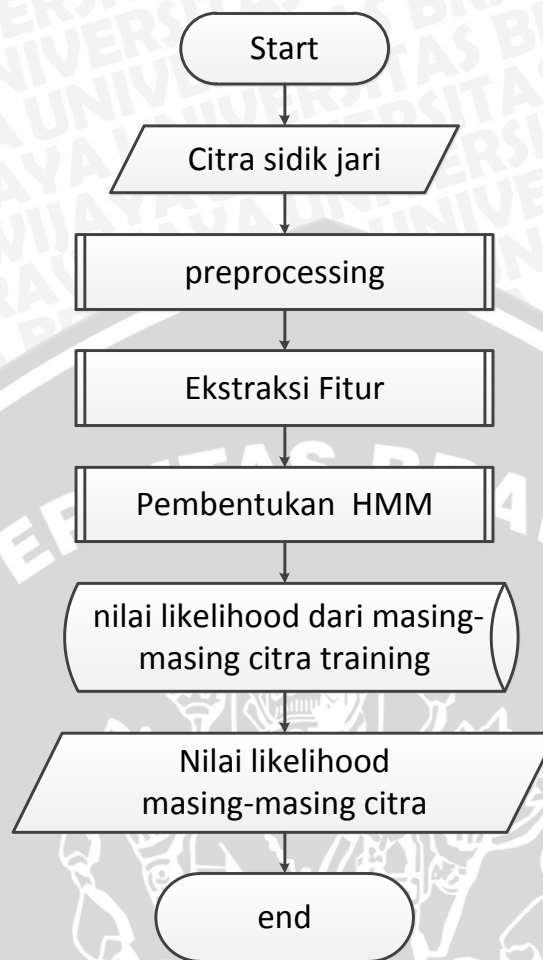 Start
Citra sidik jari
preprocessing
Ekstraksi Fitur
Pembentukan HMM
nilai likelihood dari masing-
masing citra training
Nilai likelihood
masing-masing citra
end